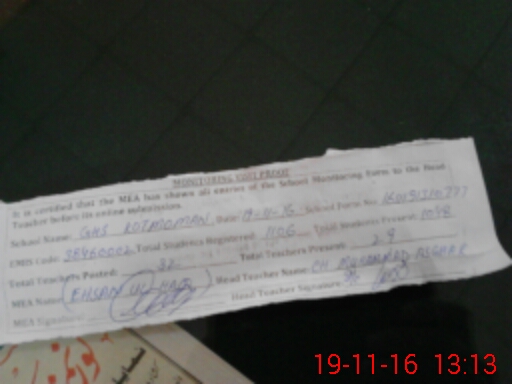 MONITORING VISIT PROOF
It is certified that the MEA has shown all entries of the School Monitoring Form to the Head
Teacher before its online submission.
School Name: GHS KOTMOMAN Date: 19-11-16 School Form No.
EMIS Code: 38460002 Total Students Registered: 1106 Total Students Present: 1048
Total Teachers Posted: 32 Total Teachers Present: 29
MEA Name: EHSAN UL HAQ Head Teacher Name: CH MUHAMMAD ASGHAR
MEA Signature: Head Teacher Signature:
19-11-16 13:13